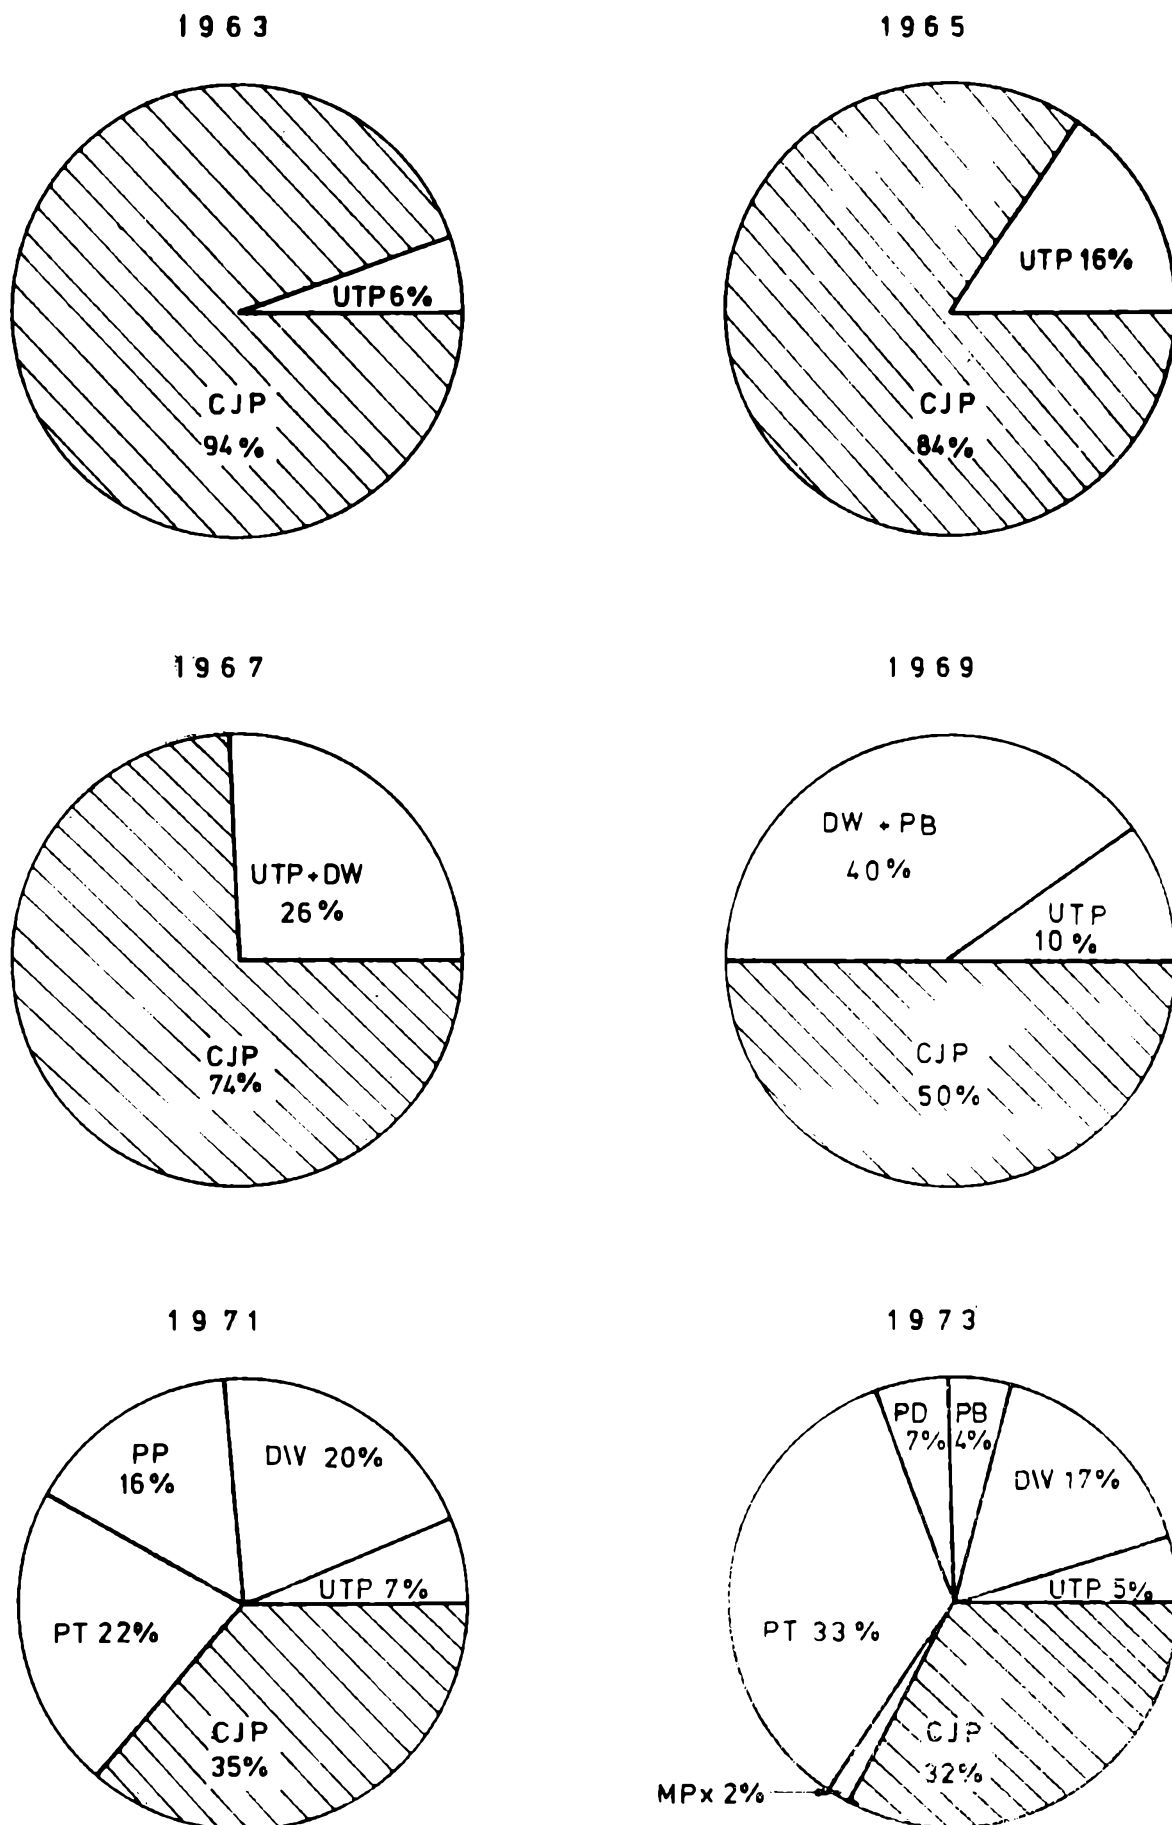 1963
1965
UTP 6%
CJP
94%
UTP 16%
CJP
84%
1967
1969
UTP+DW
26%
CJP
74%
DW + PB
40%
UTP
10%
CJP
50%
1971
1973
PP
16%
DW 20%
UTP 7%
PT 22%
CJP
35%
PD
7%
PB
4%
DW 17%
UTP 5%
PT 33%
CJP
32%
MPx 2%